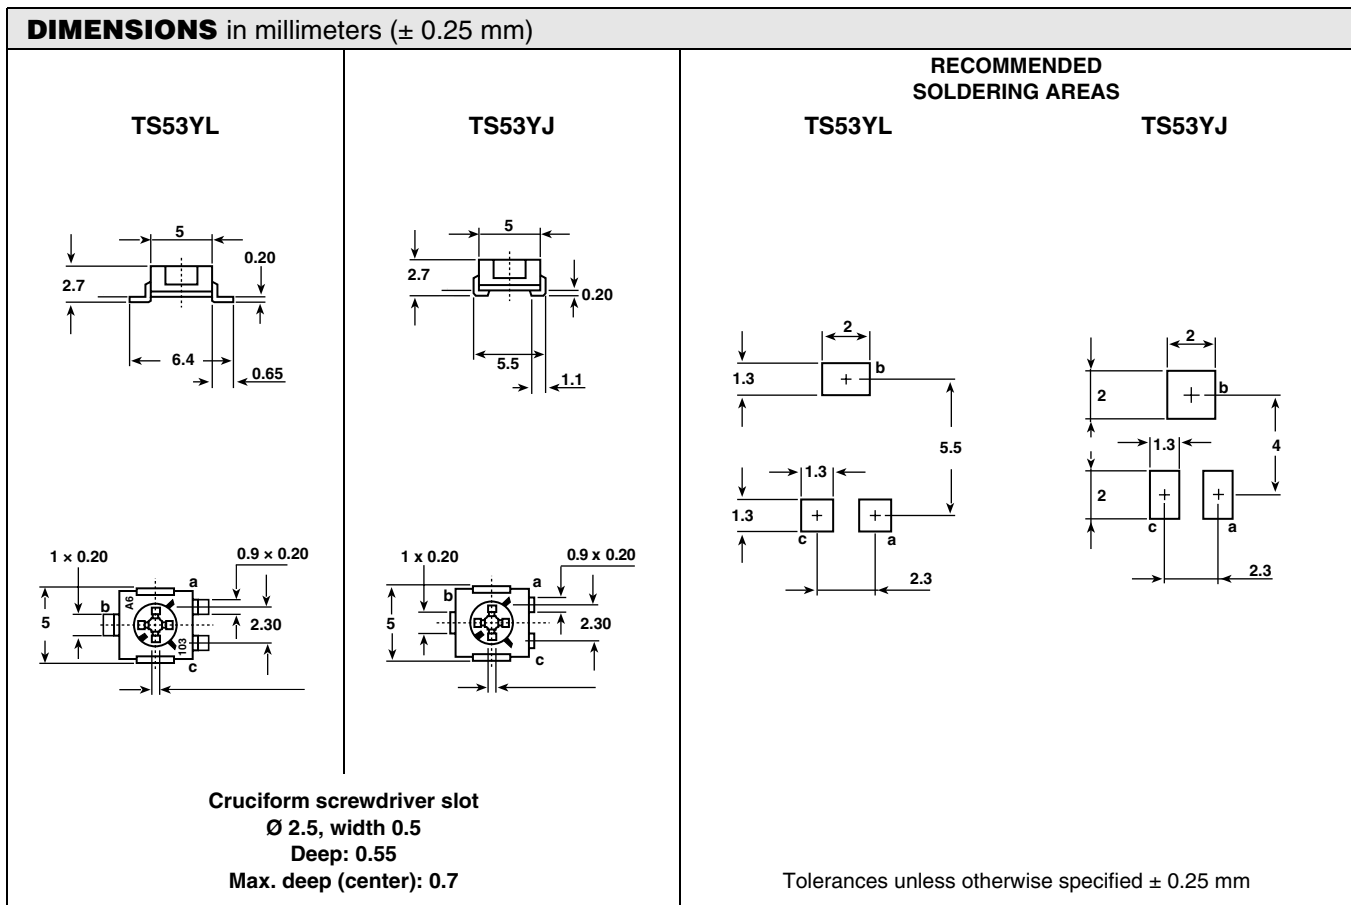 DIMENSIONS in millimeters (± 0.25 mm)
TS53YL
TS53YJ
RECOMMENDED
SOLDERING AREAS
TS53YL
TS53YJ
5
2.7
0.20
6.4
0.65
5
2.7
0.20
5.5
1.1
2
b
1.3
5.5
1.3
1.3
c
a
2.3
2
b
2
1.3
4
2
c
a
2.3
1 × 0.20
0.9 × 0.20
a
b
A6
5
2.30
103
c
1 x 0.20
0.9 x 0.20
a
b
5
2.30
c
Cruciform screwdriver slot
Ø 2.5, width 0.5
Deep: 0.55
Max. deep (center): 0.7
Tolerances unless otherwise specified ± 0.25 mm